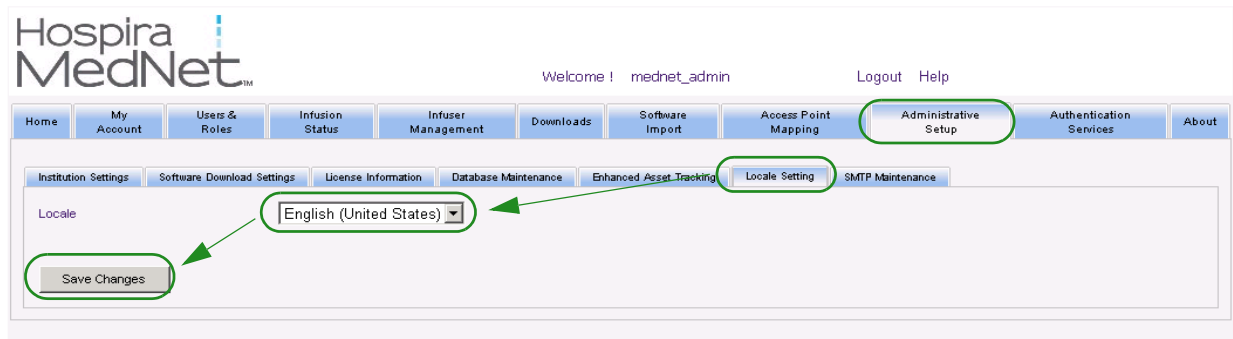 Hospira
MedNet™
Welcome ! mednet_admin Logout Help
Home My Account Users & Roles Infusion Status Infuser Management Downloads Software Import Access Point Mapping Administrative Setup Authentication Services About
Institution Settings Software Download Settings License Information Database Maintenance Enhanced Asset Tracking Locale Setting SMTP Maintenance
Locale English (United States)
Save Changes